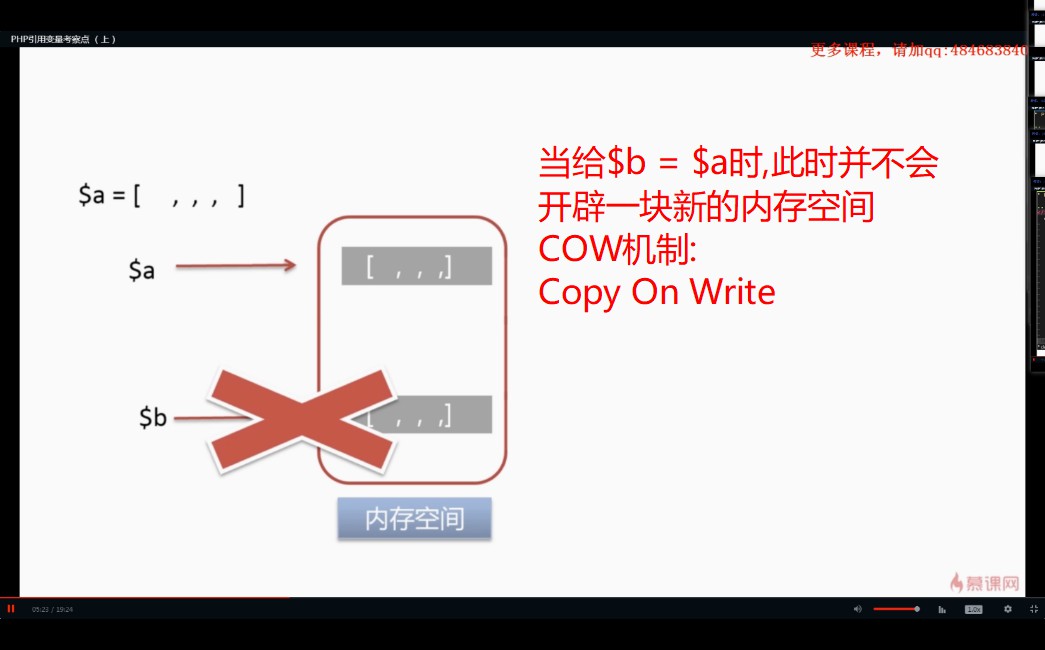 PHP引用变量考察点（上）
更多课程，请加qq:484683840
$a = [ , , , ]
当给$b = $a时,此时并不会
开辟一块新的内存空间
COW机制:
Copy On Write
$a
[ , , ,]
$b
[ , , ,]
内存空间
慕课网
05:23 / 19:24
1.0x